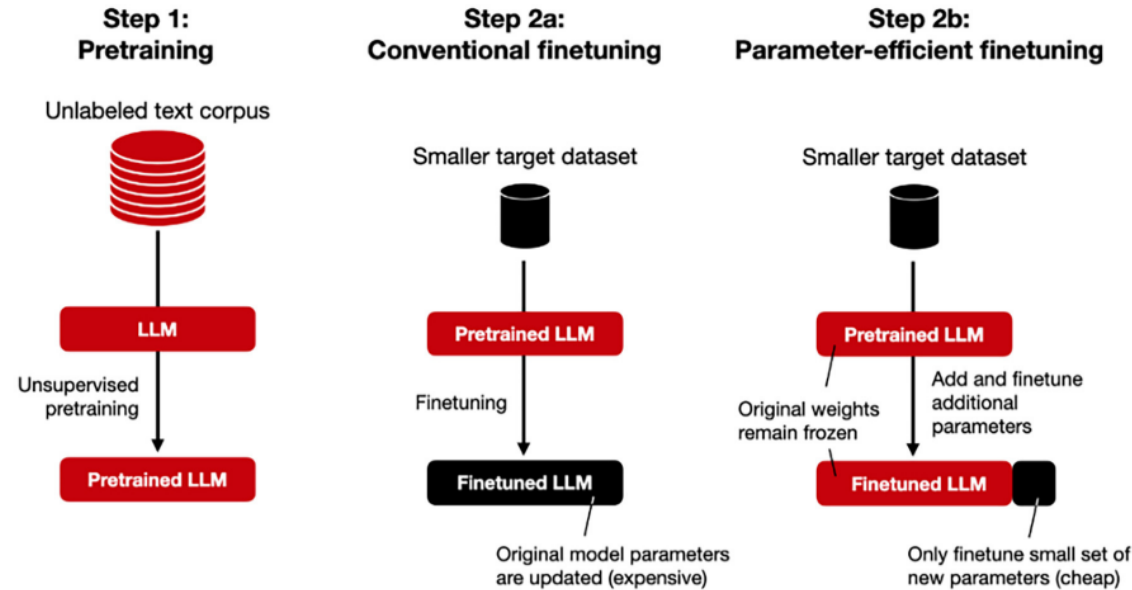 Step 1:
Pretraining
Unlabeled text corpus
LLM
Unsupervised
pretraining
Pretrained LLM
Step 2a:
Conventional finetuning
Smaller target dataset
Pretrained LLM
Finetuning
Finetuned LLM
Original model parameters
are updated (expensive)
Step 2b:
Parameter-efficient finetuning
Smaller target dataset
Pretrained LLM
Original weights
remain frozen
Add and finetune
additional
parameters
Finetuned LLM
Only finetune small set of
new parameters (cheap)